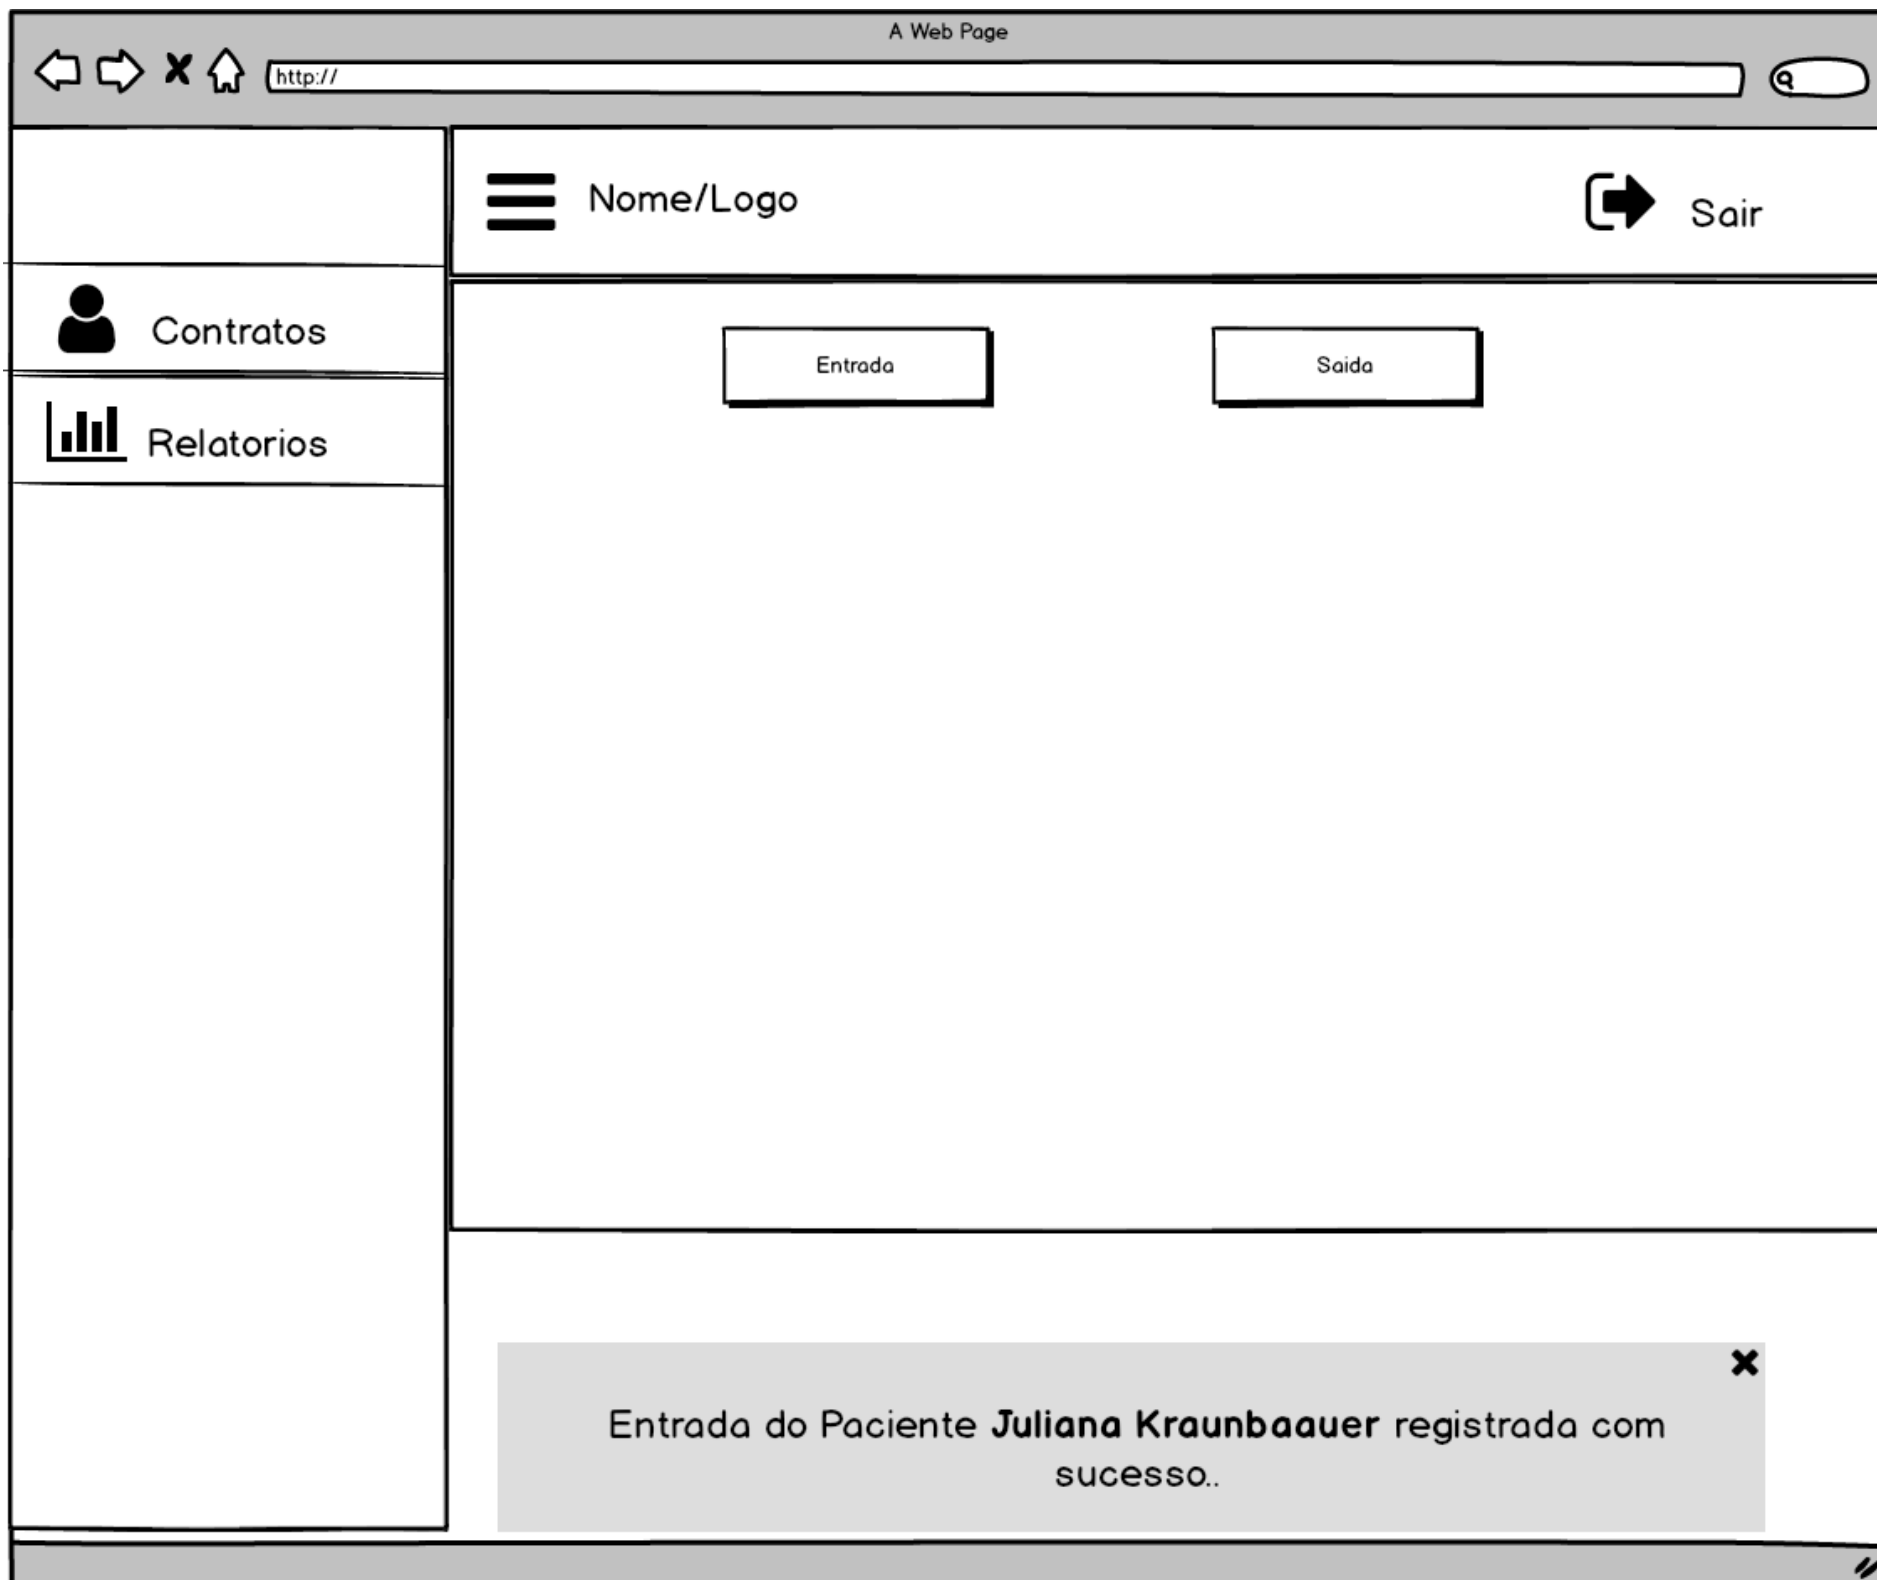 A Web Page
http://
Nome/Logo
Sair
Contratos
Relatorios
Entrada
Saida
Entrada do Paciente Juliana Kraunbaauer registrada com
sucesso..